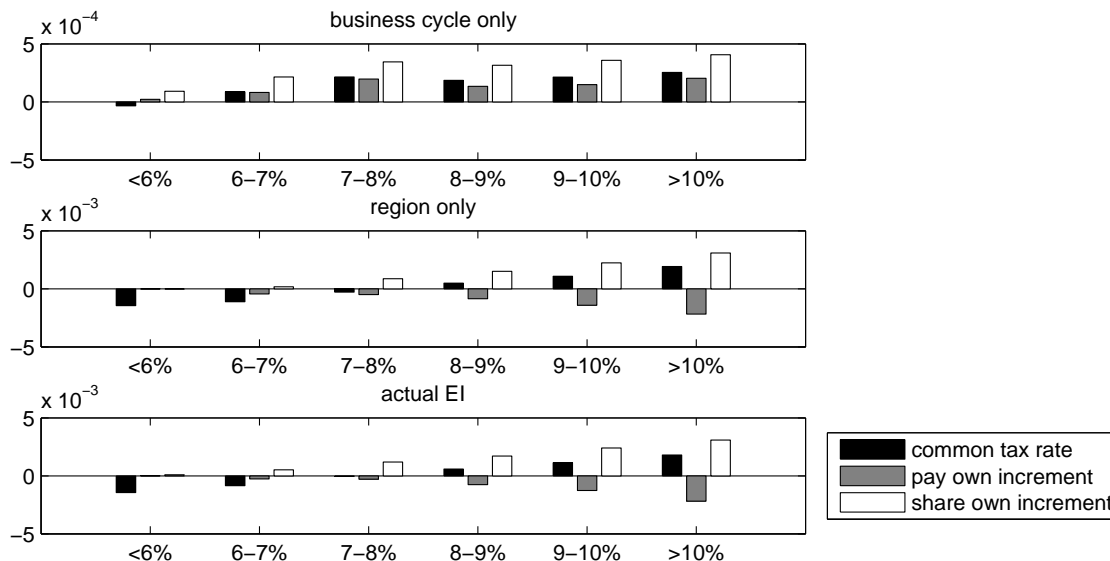 business cycle only
x 10⁻⁴
5
0
−5
<6% 6−7% 7−8% 8−9% 9−10% >10%
region only
x 10⁻³
5
0
−5
<6% 6−7% 7−8% 8−9% 9−10% >10%
actual EI
x 10⁻³
5
0
−5
<6% 6−7% 7−8% 8−9% 9−10% >10%
common tax rate
pay own increment
share own increment